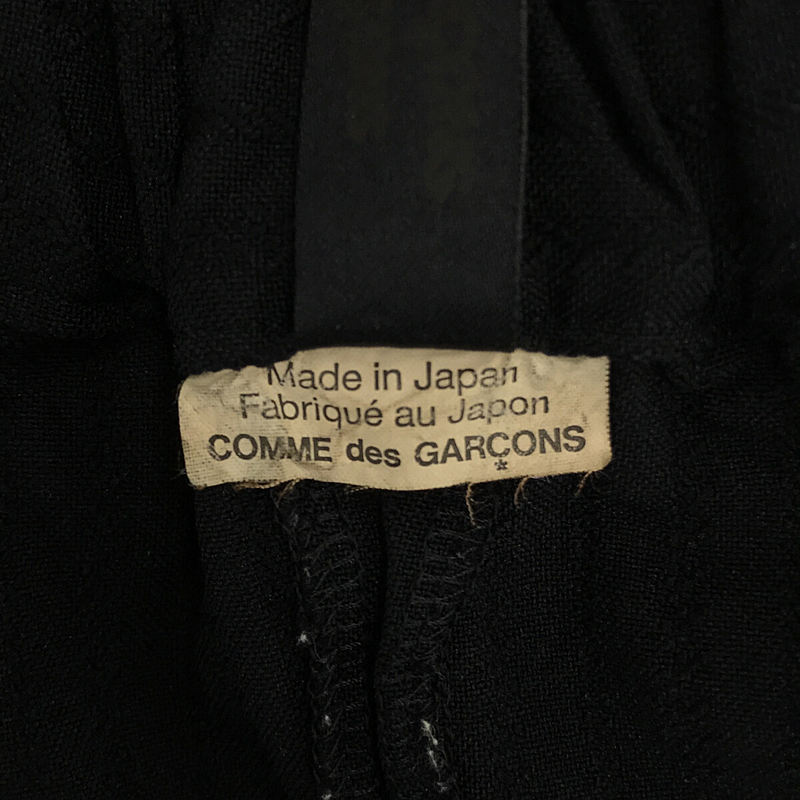 Made in Japan
Fabriqué au Japon
COMME des GARÇONS
*